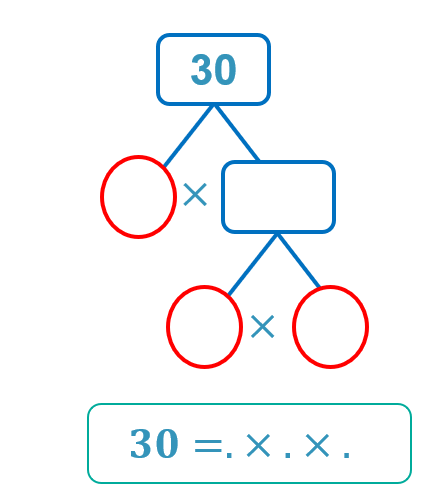 30
×
×
30 =. × . × .